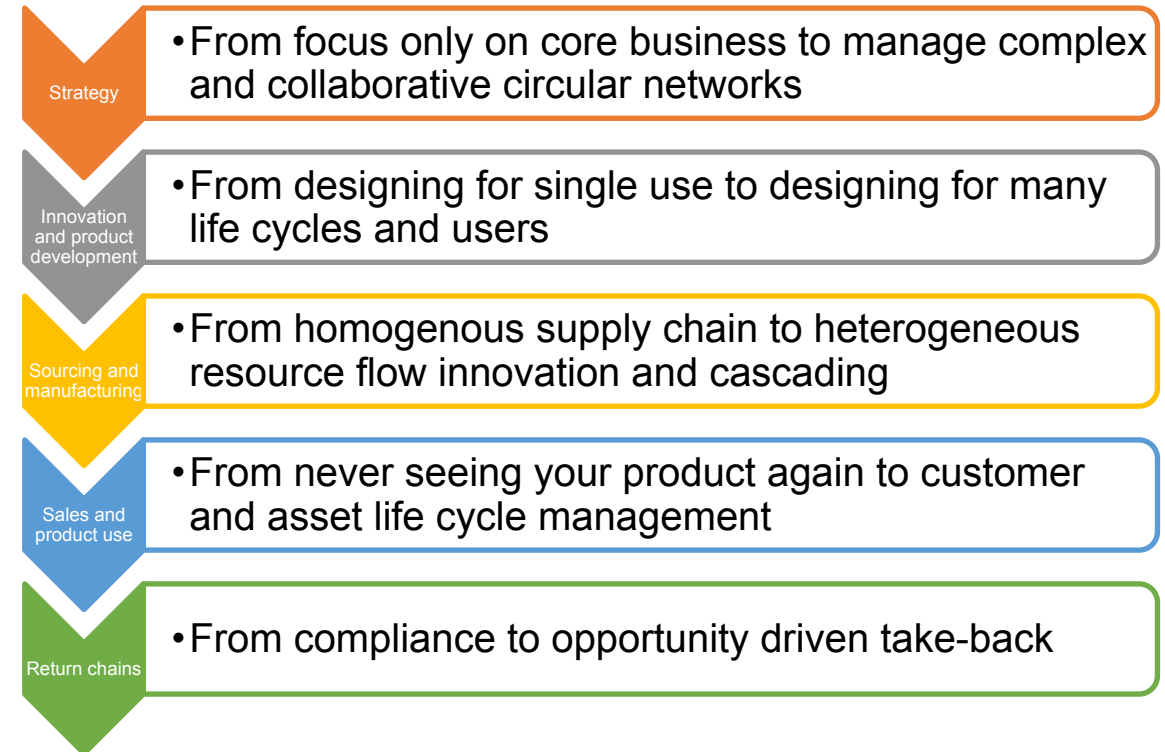 Strategy
•From focus only on core business to manage complex
and collaborative circular networks
Innovation
and product
development
•From designing for single use to designing for many
life cycles and users
Sourcing and
manufacturing
•From homogenous supply chain to heterogeneous
resource flow innovation and cascading
Sales and
product use
•From never seeing your product again to customer
and asset life cycle management
Return chains
•From compliance to opportunity driven take-back